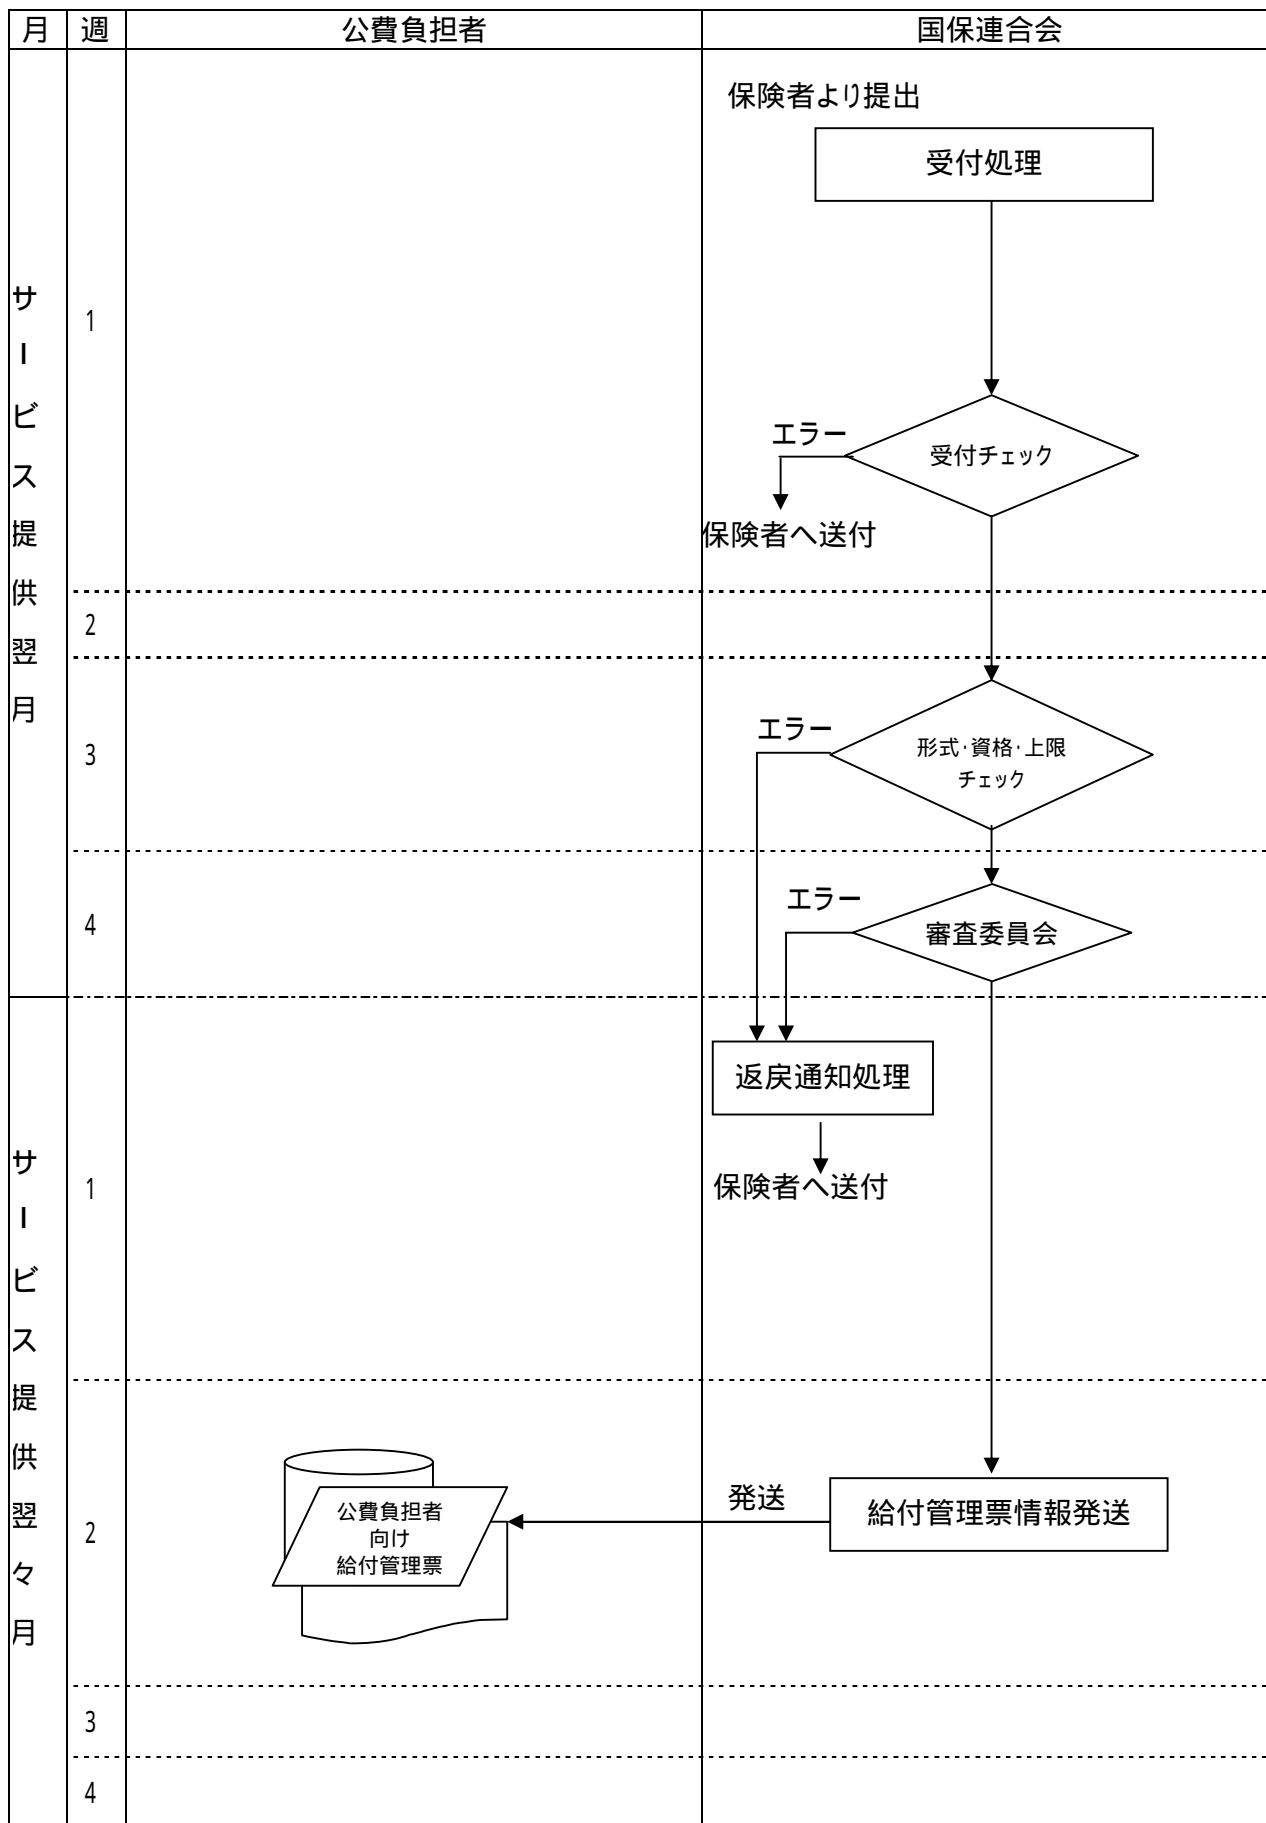 月 週 公費負担者 国保連合会
保険者より提出
受付処理
サービス提供翌月
1
エラー
受付チェック
保険者へ送付
2
エラー
3
形式・資格・上限
チェック
エラー
4
審査委員会
返戻通知処理
サービス提供翌々月
1
保険者へ送付
発送
給付管理票情報発送
公費負担者
向け
給付管理票
2
3
4